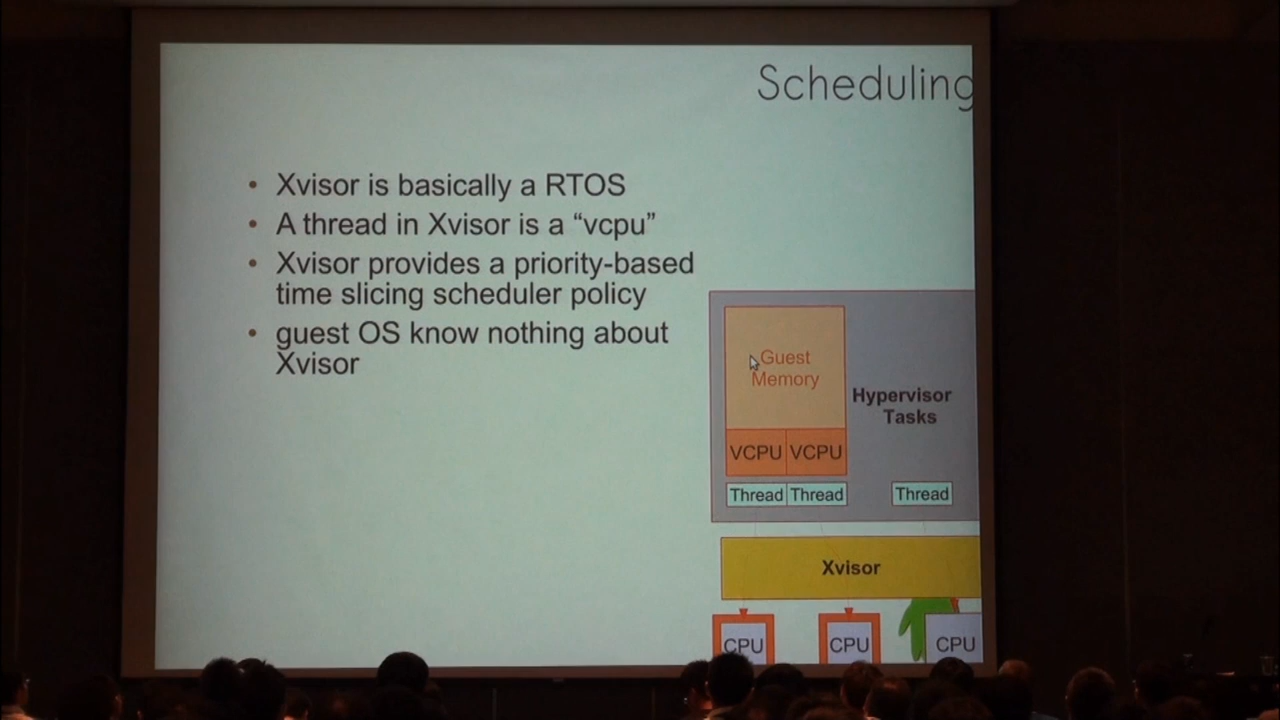 Scheduling
• Xvisor is basically a RTOS
• A thread in Xvisor is a “vcpu”
• Xvisor provides a priority-based
time slicing scheduler policy
• guest OS know nothing about
Xvisor
Guest
Memory
Hypervisor
Tasks
VCPU VCPU
Thread Thread Thread
Xvisor
CPU CPU CPU